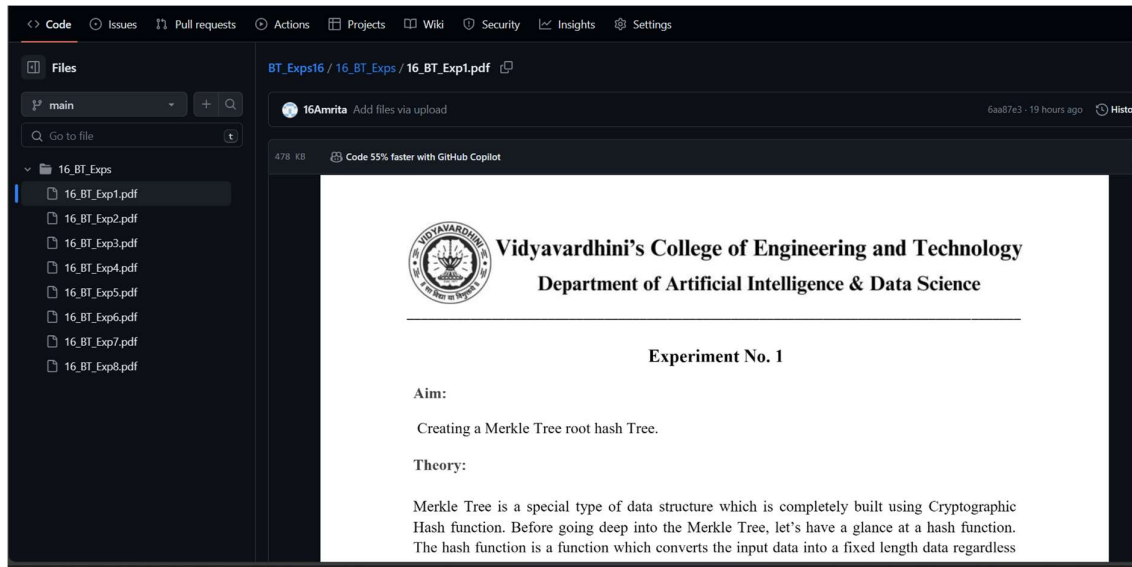 Code Issues Pull requests Actions Projects Wiki Security Insights Settings
Files
main
Go to file t
16_BT_Exps
16_BT_Exp1.pdf
16_BT_Exp2.pdf
16_BT_Exp3.pdf
16_BT_Exp4.pdf
16_BT_Exp5.pdf
16_BT_Exp6.pdf
16_BT_Exp7.pdf
16_BT_Exp8.pdf
BT_Exps16 / 16_BT_Exps / 16_BT_Exp1.pdf
16Amrita Add files via upload 6aa87e3 · 19 hours ago Histo
478 KB Code 55% faster with GitHub Copilot
Vidyavardhini’s College of Engineering and Technology
Department of Artificial Intelligence & Data Science
Experiment No. 1
Aim:
Creating a Merkle Tree root hash Tree.
Theory:
Merkle Tree is a special type of data structure which is completely built using Cryptographic
Hash function. Before going deep into the Merkle Tree, let’s have a glance at a hash function.
The hash function is a function which converts the input data into a fixed length data regardless